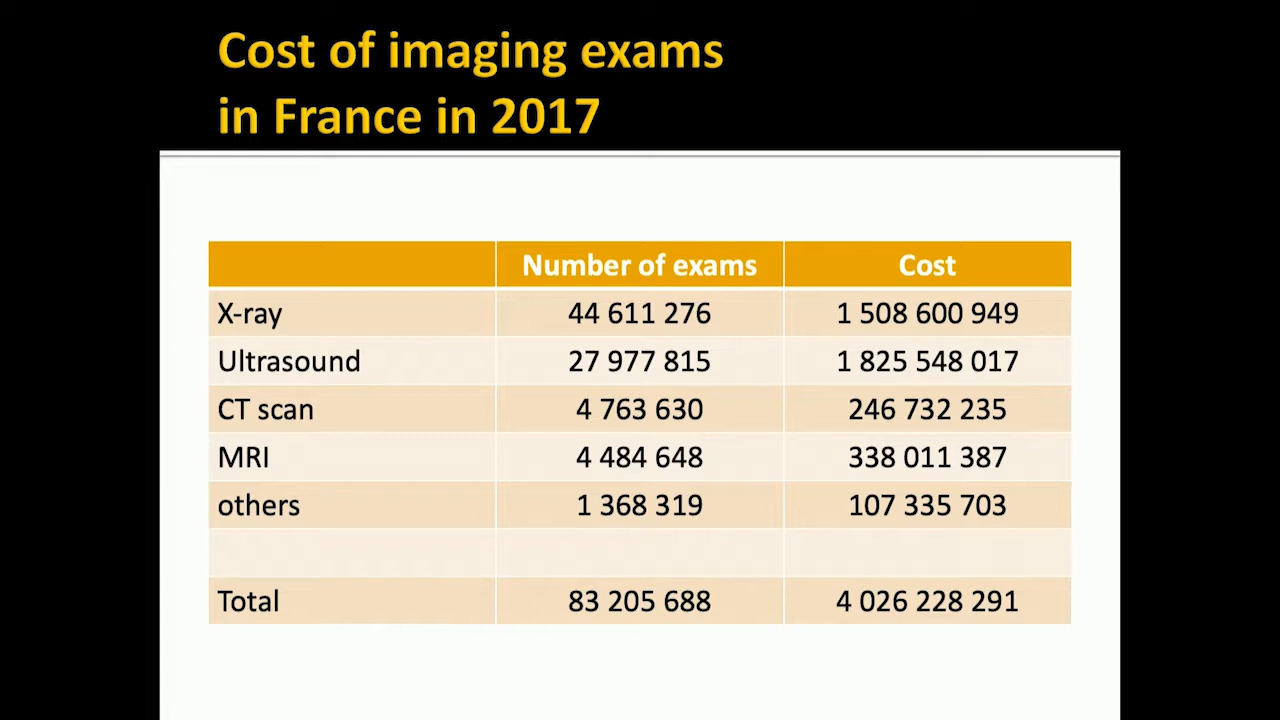 Cost of imaging exams
in France in 2017
Number of exams Cost
X-ray 44 611 276 1 508 600 949
Ultrasound 27 977 815 1 825 548 017
CT scan 4 763 630 246 732 235
MRI 4 484 648 338 011 387
others 1 368 319 107 335 703
Total 83 205 688 4 026 228 291